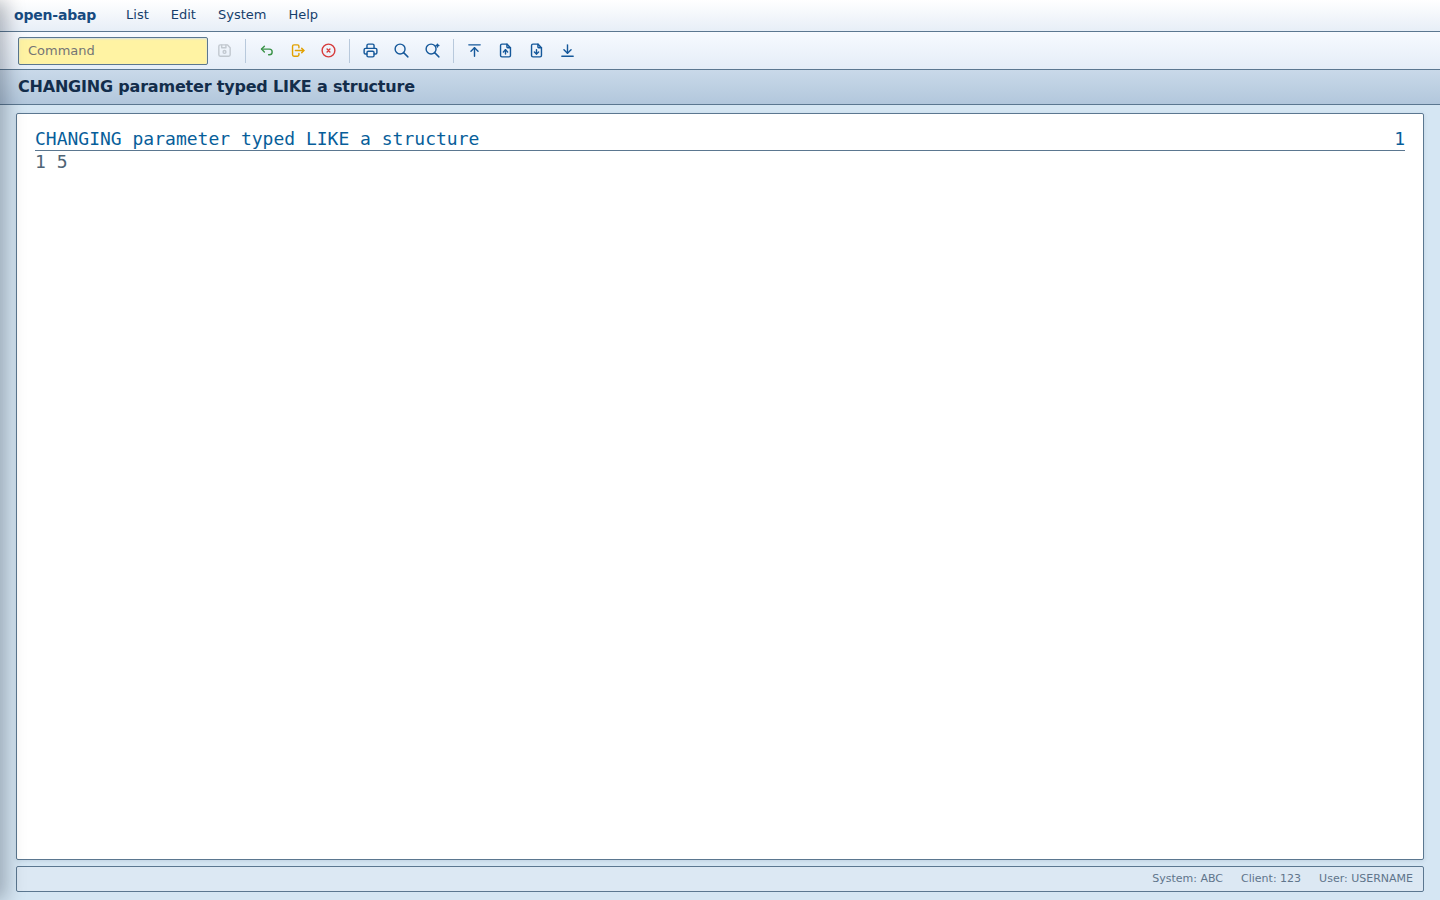 open-abap List Edit System Help
Command
CHANGING parameter typed LIKE a structure
CHANGING parameter typed LIKE a structure 1
1 5
System: ABC Client: 123 User: USERNAME